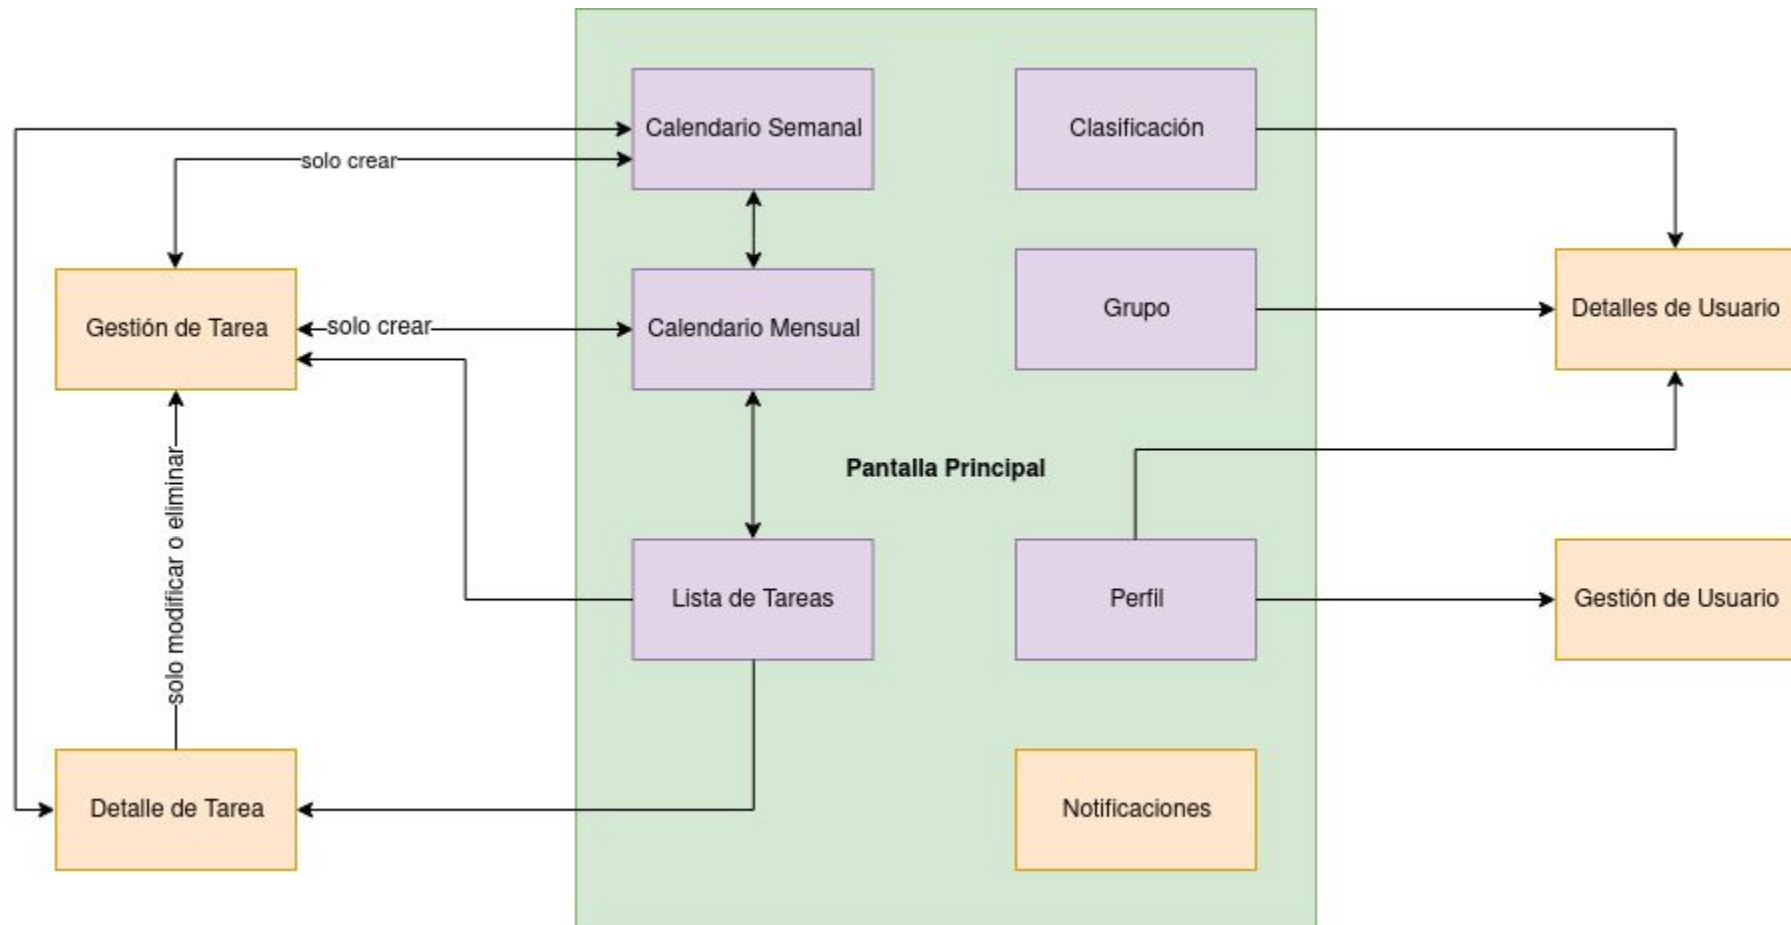 Calendario Semanal
Clasificación
solo crear
Gestión de Tarea
solo crear
Calendario Mensual
Grupo
Detalles de Usuario
Pantalla Principal
solo modificar o eliminar
Lista de Tareas
Perfil
Gestión de Usuario
Detalle de Tarea
Notificaciones